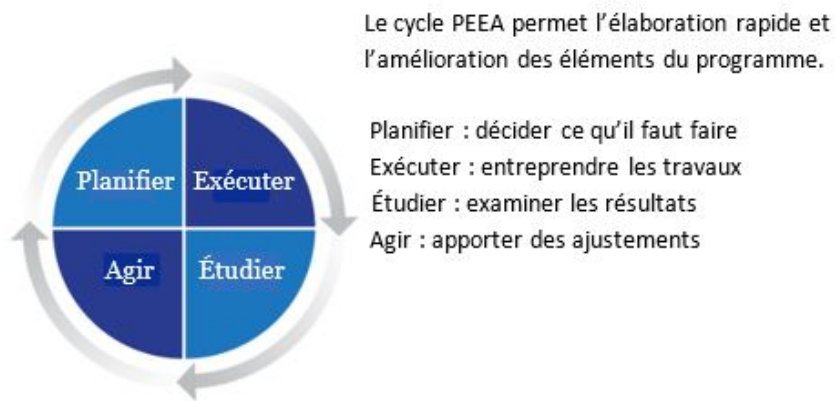 Le cycle PEEA permet l'élaboration rapide et
l'amélioration des éléments du programme.
Planifier : décider ce qu'il faut faire
Exécuter : entreprendre les travaux
Étudier : examiner les résultats
Agir : apporter des ajustements
Planifier
Exécuter
Agir
Étudier